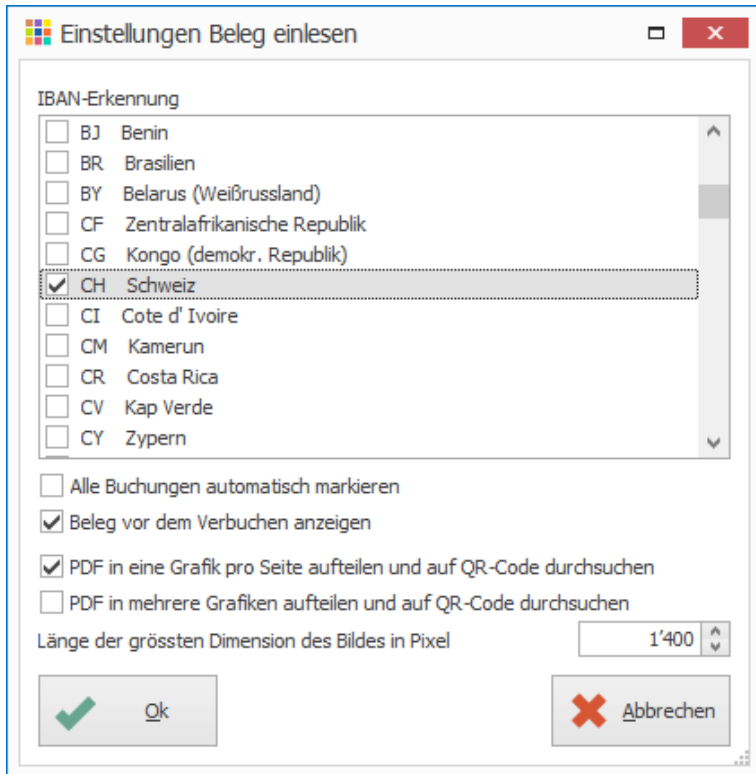 Einstellungen Beleg einlesen
IBAN-Erkennung
BJ Benin
BR Brasilien
BY Belarus (Weißrussland)
CF Zentralafrikanische Republik
CG Kongo (demokr. Republik)
CH Schweiz
CI Cote d' Ivoire
CM Kamerun
CR Costa Rica
CV Kap Verde
CY Zypern
Alle Buchungen automatisch markieren
Beleg vor dem Verbuchen anzeigen
PDF in eine Grafik pro Seite aufteilen und auf QR-Code durchsuchen
PDF in mehrere Grafiken aufteilen und auf QR-Code durchsuchen
Länge der grössten Dimension des Bildes in Pixel 1'400
Ok Abbrechen